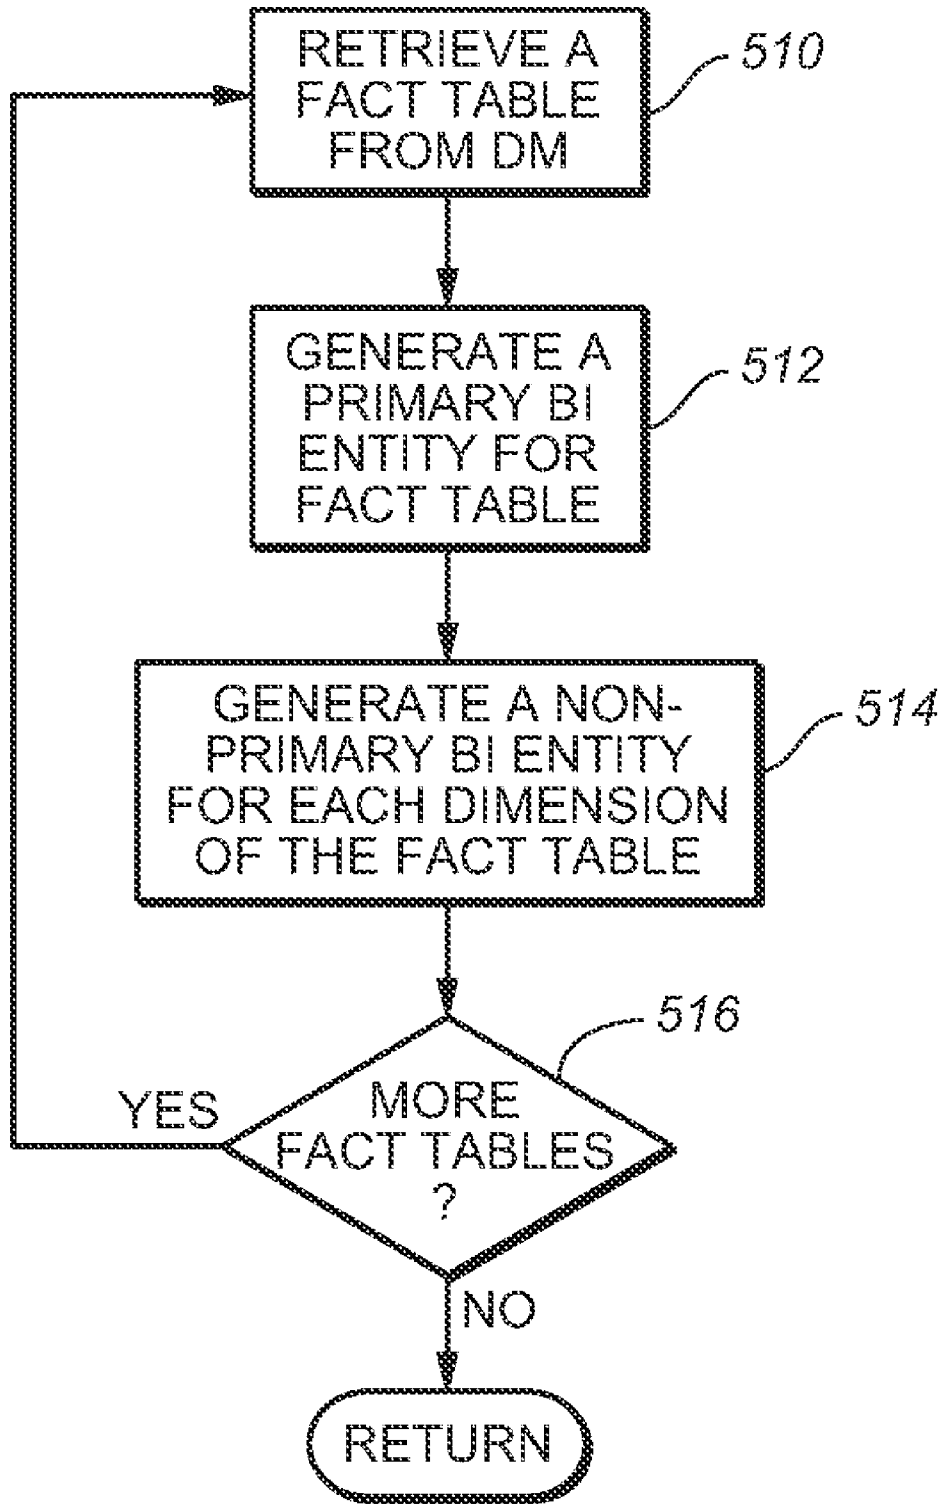 RETRIEVE A
FACT TABLE
FROM DM
510
GENERATE A
PRIMARY BI
ENTITY FOR
FACT TABLE
512
GENERATE A NON-
PRIMARY BI ENTITY
FOR EACH DIMENSION
OF THE FACT TABLE
514
516
MORE
FACT TABLES
?
YES
NO
RETURN